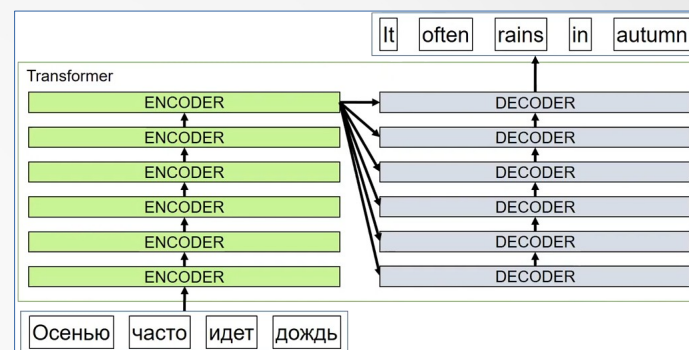 It often rains in autumn
Transformer
ENCODER DECODER
ENCODER DECODER
ENCODER DECODER
ENCODER DECODER
ENCODER DECODER
ENCODER DECODER
Осенью часто идет дождь